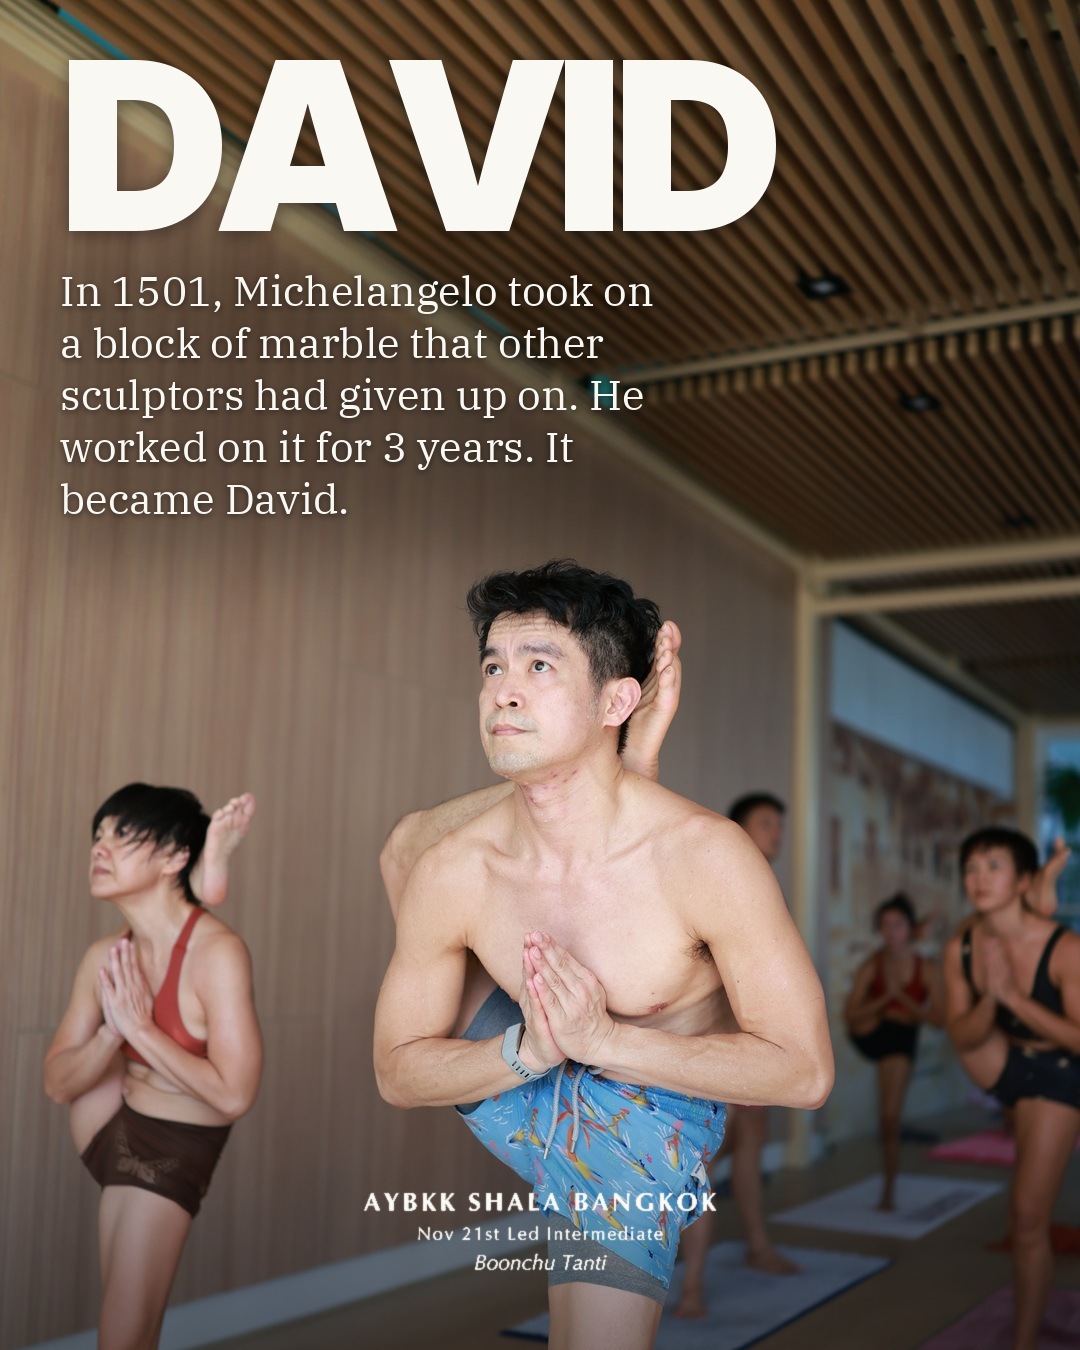 DAVID
In 1501, Michelangelo took on
a block of marble that other
sculptors had given up on. He
worked on it for 3 years. It
became David.
AYBKK SHALA BANGKOK
Nov 21st Led Intermediate
Boonchu Tanti